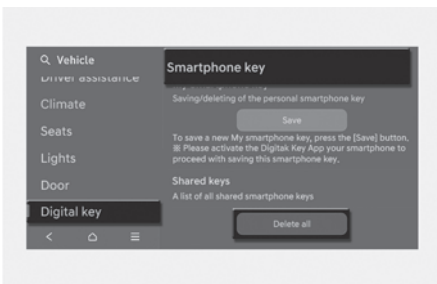 Vehicle
Driver assistance
Climate
Seats
Lights
Door
Digital key
Smartphone key
Saving/deleting of the personal smartphone key
Save
To save a new My smartphone key, press the [Save] button.
※ Please activate the Digitak Key App your smartphone to
proceed with saving this smartphone key.
Shared keys
A list of all shared smartphone keys
Delete all